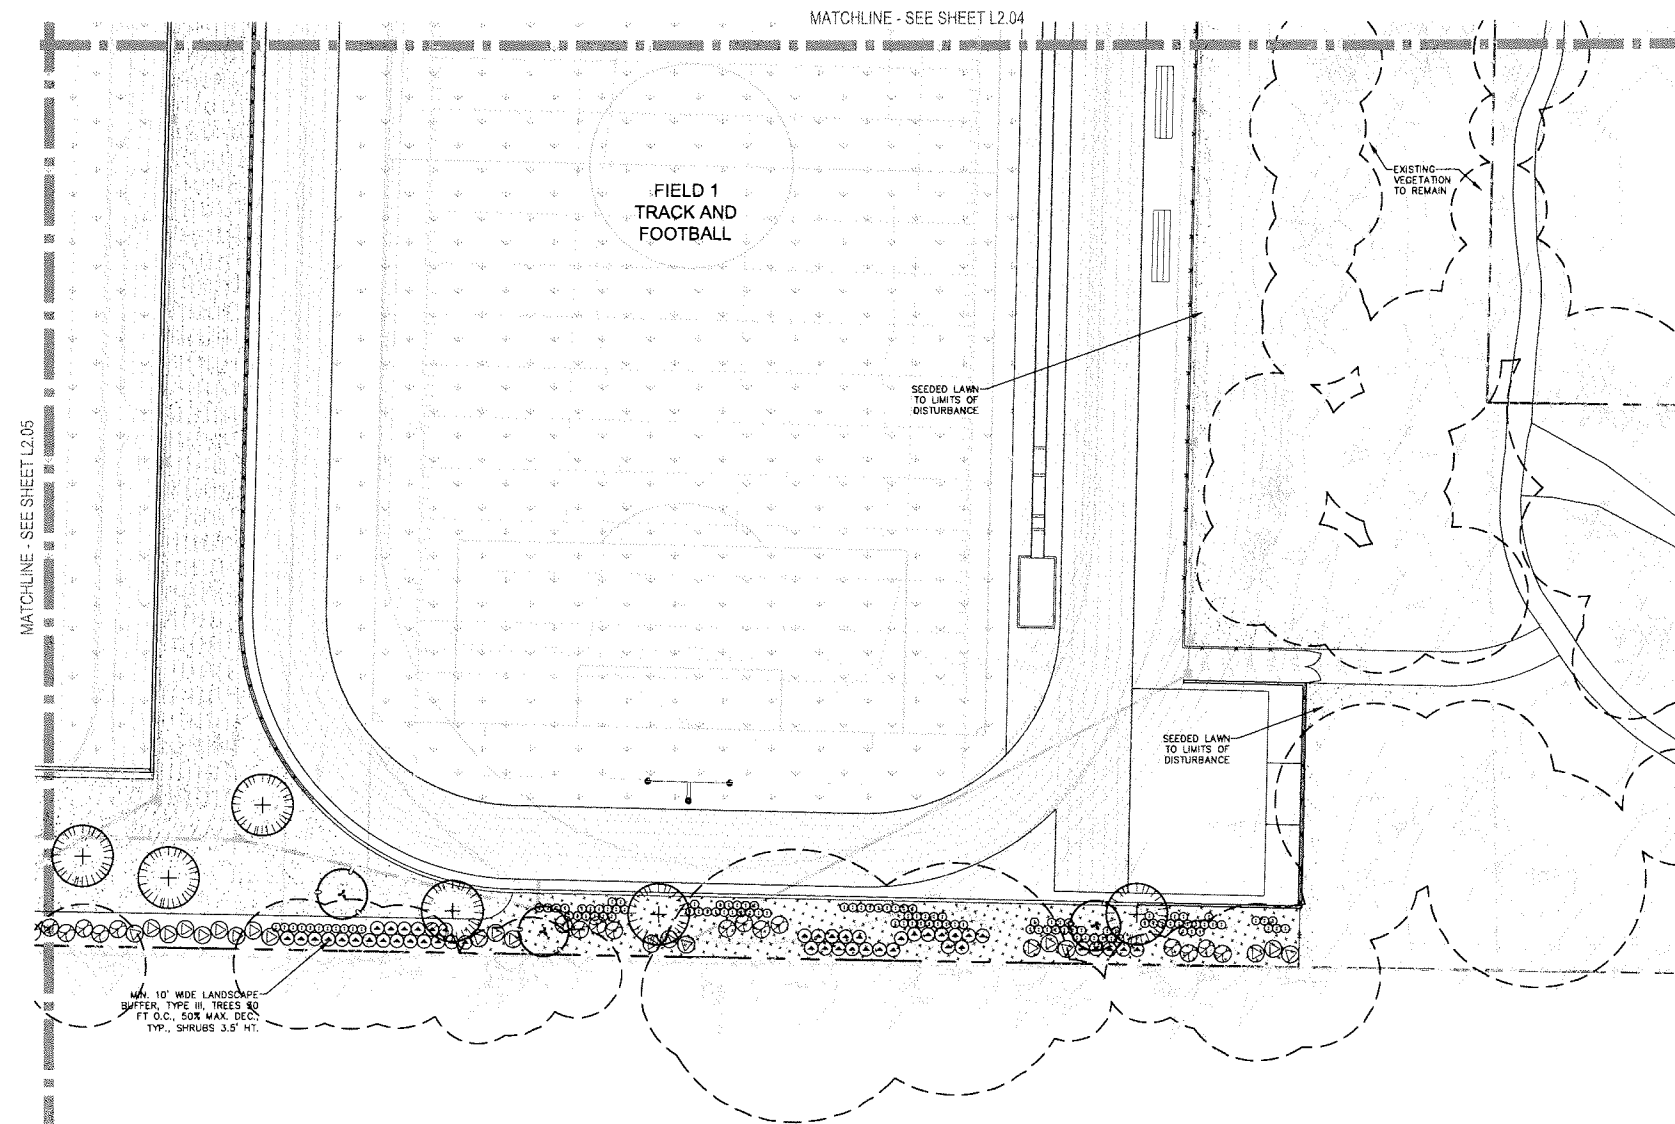 MATCHLINE - SEE SHEET L2.04
EXISTING
VEGETATION
TO REMAIN
FIELD 1
TRACK AND
FOOTBALL
SEEDED LAWN
TO LIMITS OF
DISTURBANCE
MATCHLINE - SEE SHEET L2.05
SEEDED LAWN
TO LIMITS OF
DISTURBANCE
MIN. 10' WIDE LANDSCAPE
BUFFER, TYPE III, TREES
FT O.C., 50% MAX. DEC.,
TYP., SHRUBS 3.5' HT.